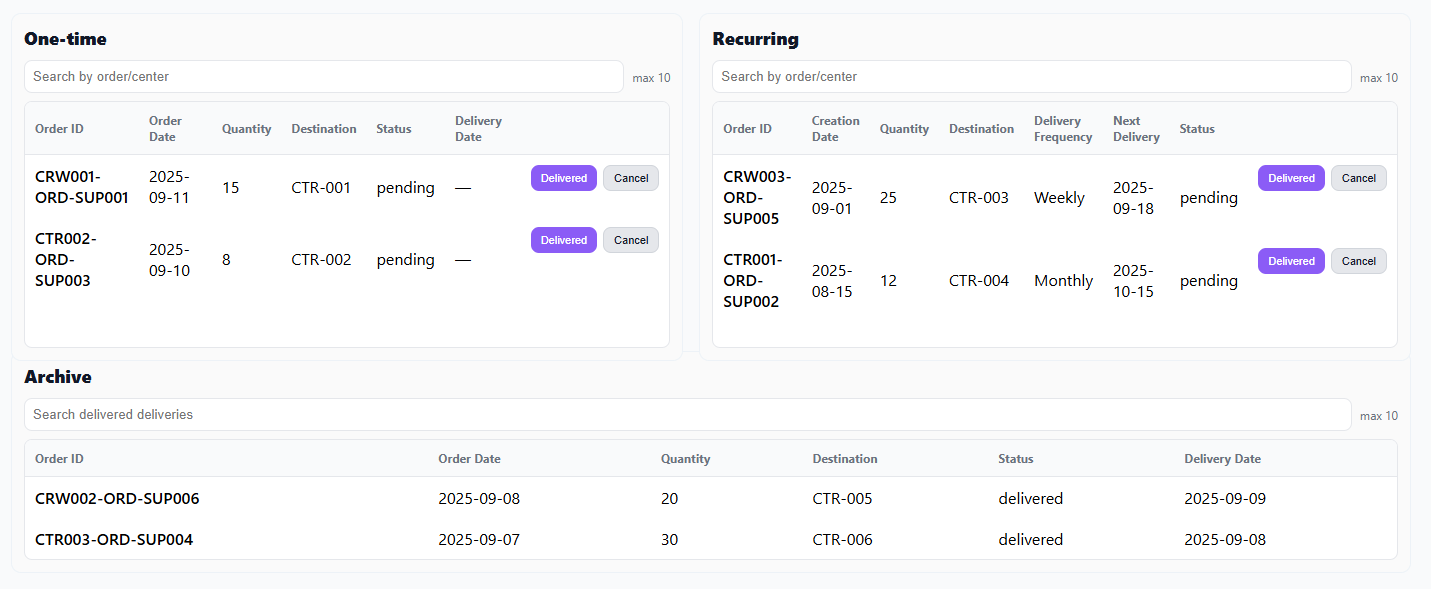 One-time
Search by order/center max 10
Order ID Order Date Quantity Destination Status Delivery Date
CRW001-ORD-SUP001 2025-09-11 15 CTR-001 pending — Delivered Cancel
CTR002-ORD-SUP003 2025-09-10 8 CTR-002 pending — Delivered Cancel
Recurring
Search by order/center max 10
Order ID Creation Date Quantity Destination Delivery Frequency Next Delivery Status
CRW003-ORD-SUP005 2025-09-01 25 CTR-003 Weekly 2025-09-18 pending Delivered Cancel
CTR001-ORD-SUP002 2025-08-15 12 CTR-004 Monthly 2025-10-15 pending Delivered Cancel
Archive
Search delivered deliveries max 10
Order ID Order Date Quantity Destination Status Delivery Date
CRW002-ORD-SUP006 2025-09-08 20 CTR-005 delivered 2025-09-09
CTR003-ORD-SUP004 2025-09-07 30 CTR-006 delivered 2025-09-08